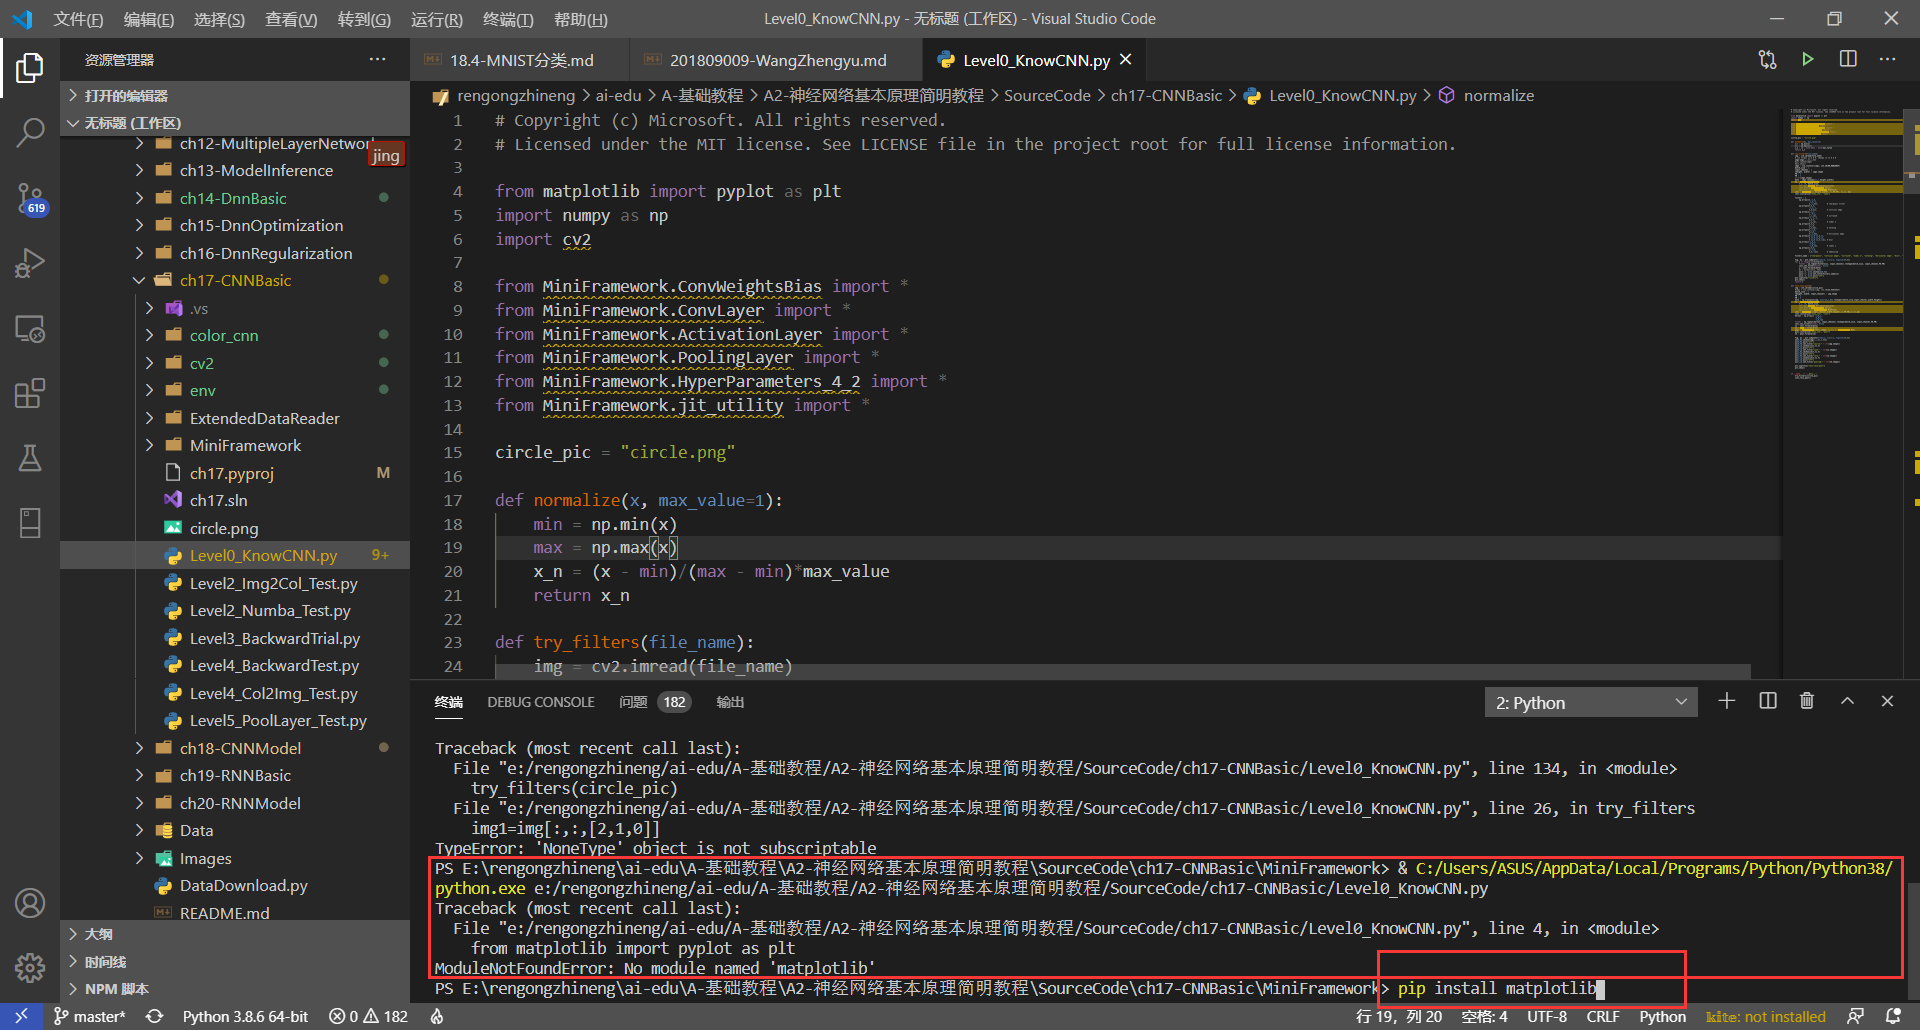 文件(F) 编辑(E) 选择(S) 查看(V) 转到(G) 运行(R) 终端(T) 帮助(H)
Level0_KnowCNN.py - 无标题 (工作区) - Visual Studio Code
资源管理器
18.4-MNIST分类.md
201809009-WangZhengyu.md
Level0_KnowCNN.py
打开的编辑器
无标题 (工作区)
ch12-MultipleLayerNetwor
jing
ch13-ModelInference
ch14-DnnBasic
ch15-DnnOptimization
ch16-DnnRegularization
ch17-CNNBasic
.vs
color_cnn
cv2
env
ExtendedDataReader
MiniFramework
ch17.pyproj M
ch17.sln
circle.png
Level0_KnowCNN.py 9+
Level2_Img2Col_Test.py
Level2_Numba_Test.py
Level3_BackwardTrial.py
Level4_BackwardTest.py
Level4_Col2Img_Test.py
Level5_PoolLayer_Test.py
ch18-CNNModel
ch19-RNNBasic
ch20-RNNModel
Data
Images
DataDownload.py
README.md
大纲
时间线
NPM 脚本
619
rengongzhineng > ai-edu > A-基础教程 > A2-神经网络基本原理简明教程 > SourceCode > ch17-CNNBasic > Level0_KnowCNN.py > normalize
1 # Copyright (c) Microsoft. All rights reserved.
2 # Licensed under the MIT license. See LICENSE file in the project root for full license information.
3
4 from matplotlib import pyplot as plt
5 import numpy as np
6 import cv2
7
8 from MiniFramework.ConvWeightsBias import *
9 from MiniFramework.ConvLayer import *
10 from MiniFramework.ActivationLayer import *
11 from MiniFramework.PoolingLayer import *
12 from MiniFramework.HyperParameters_4_2 import *
13 from MiniFramework.jit_utility import *
14
15 circle_pic = "circle.png"
16
17 def normalize(x, max_value=1):
18 min = np.min(x)
19 max = np.max(x)
20 x_n = (x - min)/(max - min)*max_value
21 return x_n
22
23 def try_filters(file_name):
24 img = cv2.imread(file_name)
终端 DEBUG CONSOLE 问题 182 输出
2: Python
Traceback (most recent call last):
File "e:/rengongzhineng/ai-edu/A-基础教程/A2-神经网络基本原理简明教程/SourceCode/ch17-CNNBasic/Level0_KnowCNN.py", line 134, in <module>
try_filters(circle_pic)
File "e:/rengongzhineng/ai-edu/A-基础教程/A2-神经网络基本原理简明教程/SourceCode/ch17-CNNBasic/Level0_KnowCNN.py", line 26, in try_filters
img1=img[:,:,[2,1,0]]
TypeError: 'NoneType' object is not subscriptable
PS E:\rengongzhineng\ai-edu\A-基础教程\A2-神经网络基本原理简明教程\SourceCode\ch17-CNNBasic\MiniFramework> & C:/Users/ASUS/AppData/Local/Programs/Python/Python38/
python.exe e:/rengongzhineng/ai-edu/A-基础教程/A2-神经网络基本原理简明教程/SourceCode/ch17-CNNBasic/Level0_KnowCNN.py
Traceback (most recent call last):
File "e:/rengongzhineng/ai-edu/A-基础教程/A2-神经网络基本原理简明教程/SourceCode/ch17-CNNBasic/Level0_KnowCNN.py", line 4, in <module>
from matplotlib import pyplot as plt
ModuleNotFoundError: No module named 'matplotlib'
PS E:\rengongzhineng\ai-edu\A-基础教程\A2-神经网络基本原理简明教程\SourceCode\ch17-CNNBasic\MiniFramework> pip install matplotlib
master* Python 3.8.6 64-bit 0 182
行 19，列 20 空格: 4 UTF-8 CRLF Python kite: not installed